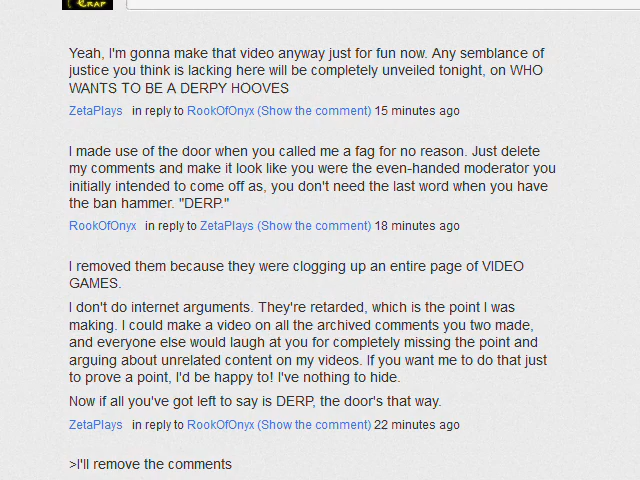 CRAP
Yeah, I'm gonna make that video anyway just for fun now. Any semblance of
justice you think is lacking here will be completely unveiled tonight, on WHO
WANTS TO BE A DERPY HOOVES
ZetaPlays in reply to RookOfOnyx (Show the comment) 15 minutes ago
I made use of the door when you called me a fag for no reason. Just delete
my comments and make it look like you were the even-handed moderator you
initially intended to come off as, you don't need the last word when you have
the ban hammer. "DERP."
RookOfOnyx in reply to ZetaPlays (Show the comment) 18 minutes ago
I removed them because they were clogging up an entire page of VIDEO
GAMES.
I don't do internet arguments. They're retarded, which is the point I was
making. I could make a video on all the archived comments you two made,
and everyone else would laugh at you for completely missing the point and
arguing about unrelated content on my videos. If you want me to do that just
to prove a point, I'd be happy to! I've nothing to hide.
Now if all you've got left to say is DERP, the door's that way.
ZetaPlays in reply to RookOfOnyx (Show the comment) 22 minutes ago
>I'll remove the comments